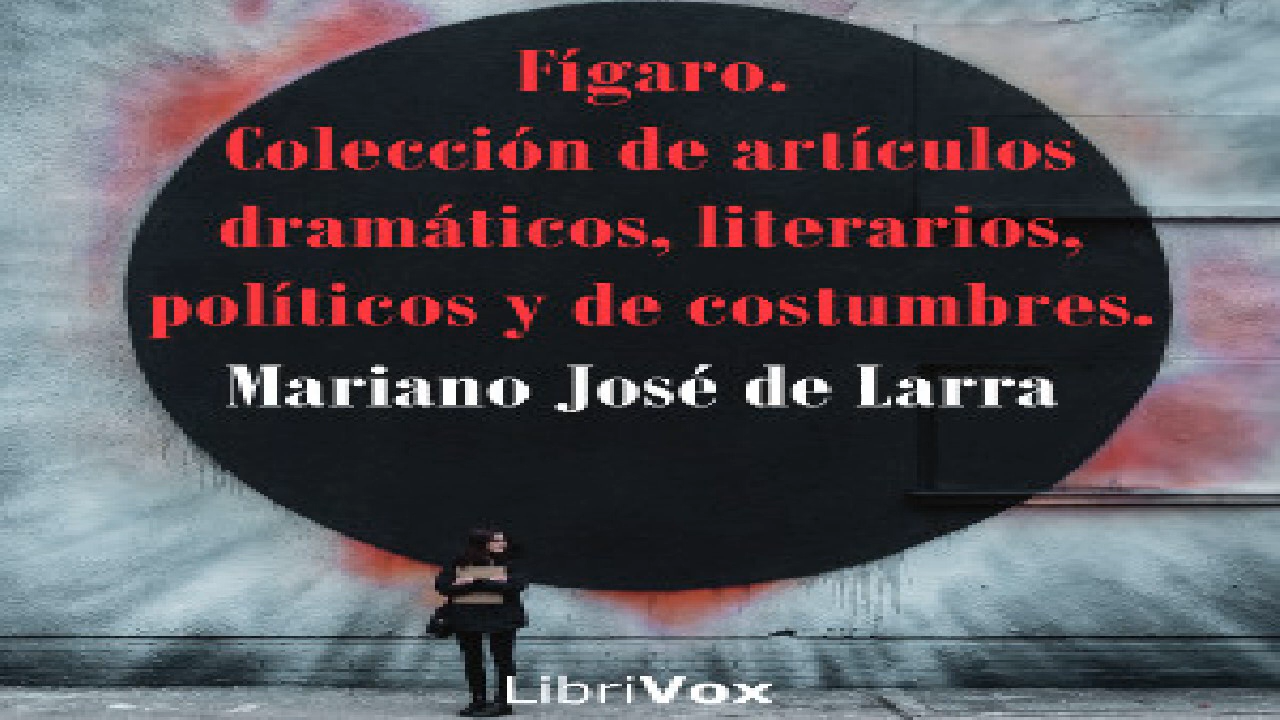 Fígaro.
Colección de artículos
dramáticos, literarios,
políticos y de costumbres.
Mariano José de Larra
LibriVox